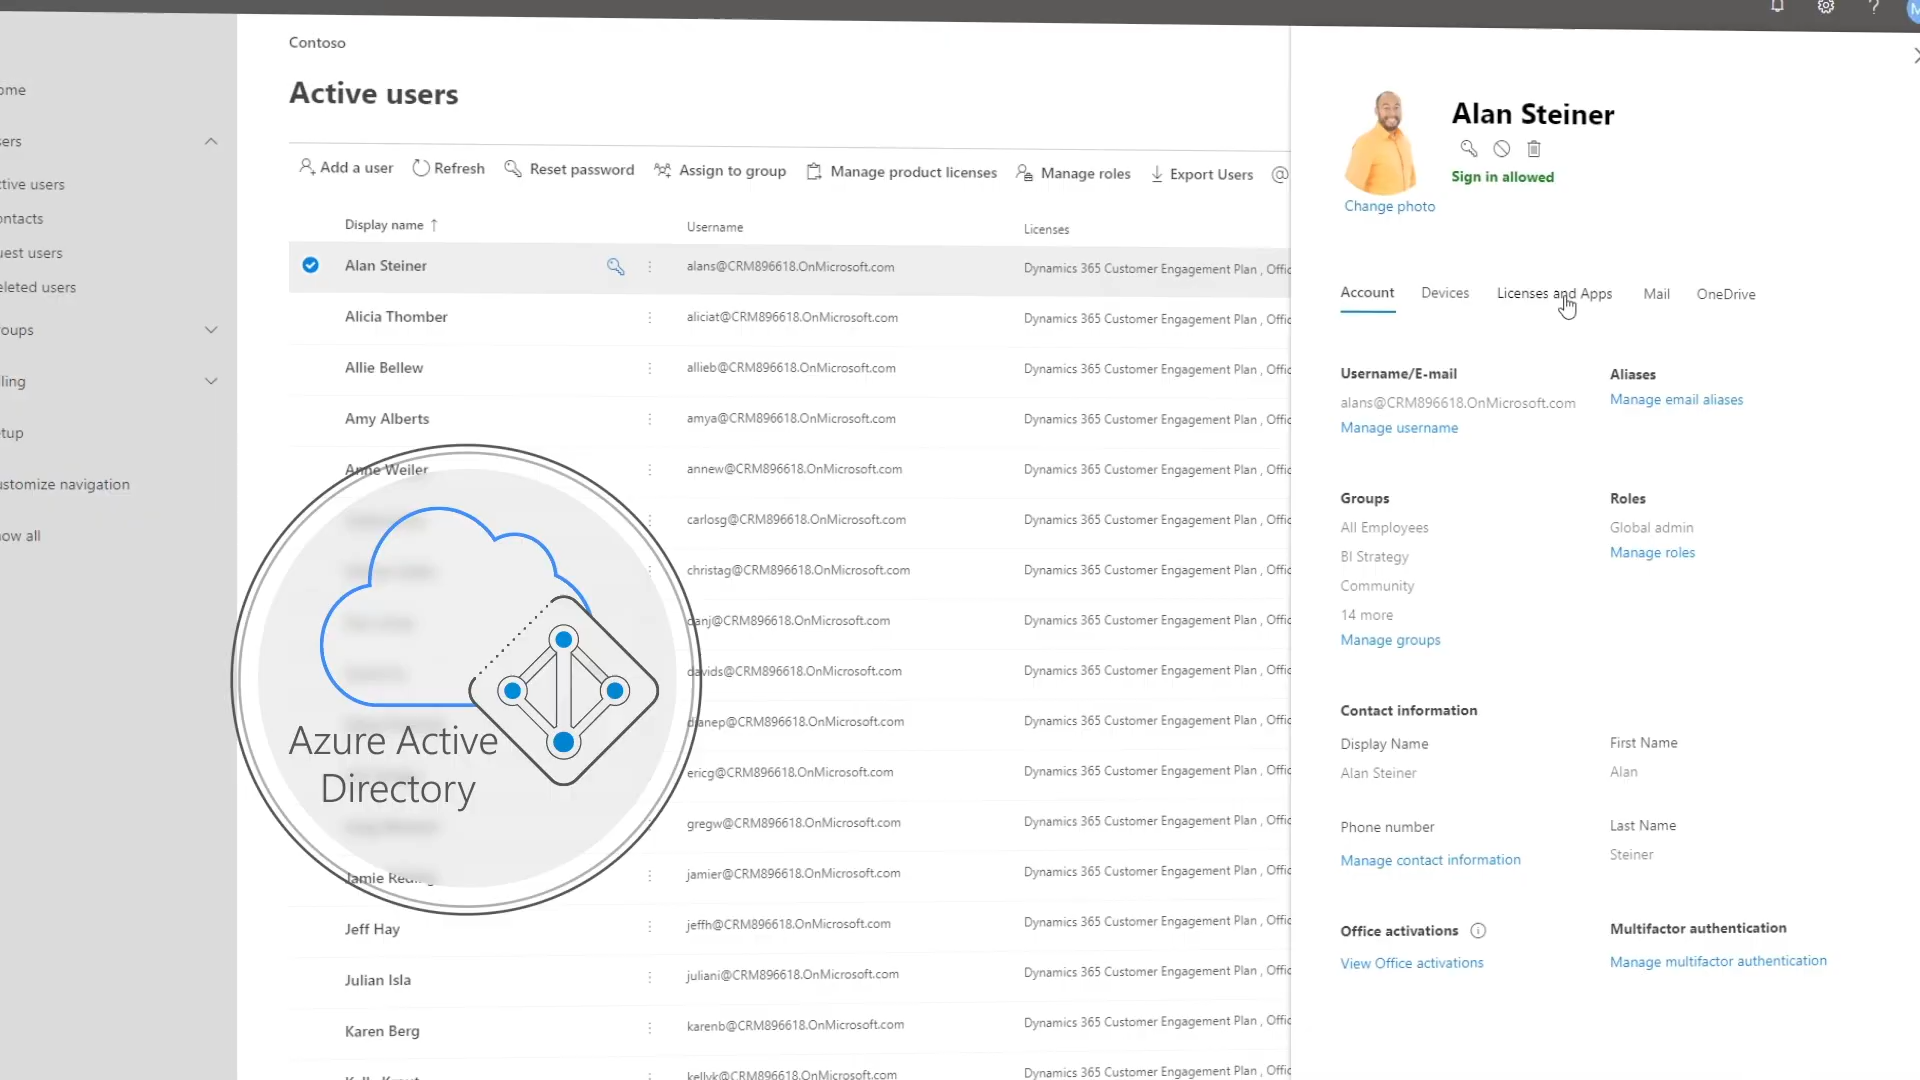 Contoso
Active users
Add a user
Refresh
Reset password
Assign to group
Manage product licenses
Manage roles
Export Users
Display name ↑
Username
Licenses
Alan Steiner
alans@CRM896618.OnMicrosoft.com
Dynamics 365 Customer Engagement Plan , Offic
Alicia Thomber
aliciat@CRM896618.OnMicrosoft.com
Dynamics 365 Customer Engagement Plan , Offic
Allie Bellew
allieb@CRM896618.OnMicrosoft.com
Dynamics 365 Customer Engagement Plan , Offic
Amy Alberts
amya@CRM896618.OnMicrosoft.com
Dynamics 365 Customer Engagement Plan , Offic
Anne Weiler
annew@CRM896618.OnMicrosoft.com
Dynamics 365 Customer Engagement Plan , Offic
carlosg@CRM896618.OnMicrosoft.com
Dynamics 365 Customer Engagement Plan , Offic
christag@CRM896618.OnMicrosoft.com
Dynamics 365 Customer Engagement Plan , Offic
danj@CRM896618.OnMicrosoft.com
Dynamics 365 Customer Engagement Plan , Offic
davids@CRM896618.OnMicrosoft.com
Dynamics 365 Customer Engagement Plan , Offic
dianep@CRM896618.OnMicrosoft.com
Dynamics 365 Customer Engagement Plan , Offic
ericg@CRM896618.OnMicrosoft.com
Dynamics 365 Customer Engagement Plan , Offic
gregw@CRM896618.OnMicrosoft.com
Dynamics 365 Customer Engagement Plan , Offic
Jamie
jamier@CRM896618.OnMicrosoft.com
Dynamics 365 Customer Engagement Plan , Offic
Jeff Hay
jeffh@CRM896618.OnMicrosoft.com
Dynamics 365 Customer Engagement Plan , Offic
Julian Isla
juliani@CRM896618.OnMicrosoft.com
Dynamics 365 Customer Engagement Plan , Offic
Karen Berg
karenb@CRM896618.OnMicrosoft.com
Dynamics 365 Customer Engagement Plan , Offic
kellyk@CRM896618.OnMicrosoft.com
Dynamics 365 Customer Engagement Plan , Offic
Azure Active
Directory
ome
sers
ctive users
ontacts
uest users
eleted users
roups
lling
etup
ustomize navigation
how all
Alan Steiner
Sign in allowed
Change photo
Account
Devices
Licenses and Apps
Mail
OneDrive
Username/E-mail
alans@CRM896618.OnMicrosoft.com
Manage username
Aliases
Manage email aliases
Groups
All Employees
BI Strategy
Community
14 more
Manage groups
Roles
Global admin
Manage roles
Contact information
Display Name
Alan Steiner
First Name
Alan
Phone number
Manage contact information
Last Name
Steiner
Office activations
View Office activations
Multifactor authentication
Manage multifactor authentication